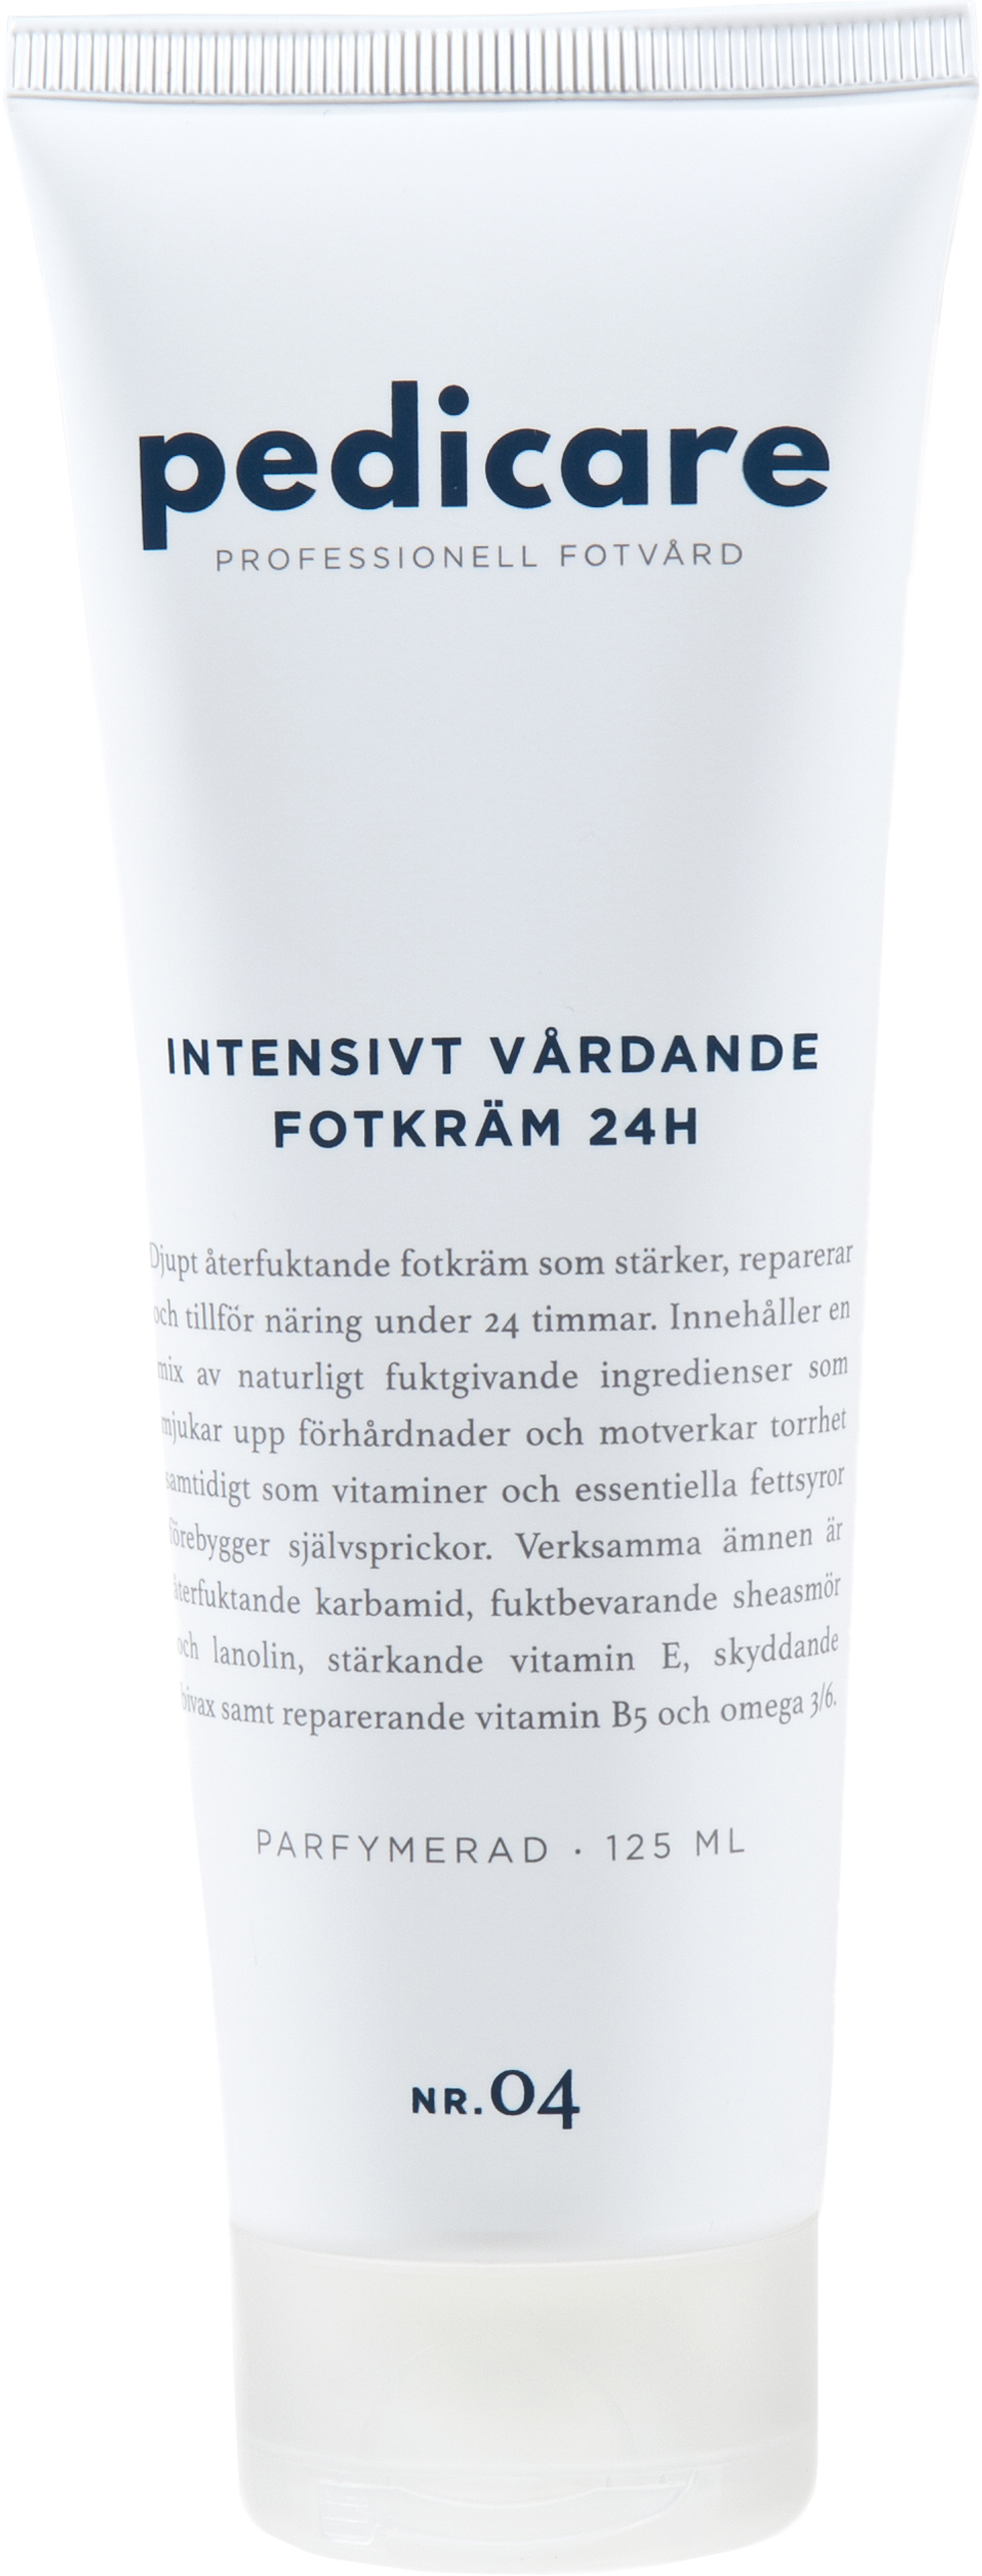 pedicare
PROFESSIONELL FOTVÅRD
INTENSIVT VÅRDANDE
FOTKRÄM 24H
Djupt återfuktande fotkräm som stärker, reparerar
och tillför näring under 24 timmar. Innehåller en
mix av naturligt fuktgivande ingredienser som
mjukar upp förhårdnader och motverkar torrhet
samtidigt som vitaminer och essentiella fettsyror
förebygger självsprickor. Verksamma ämnen är
återfuktande karbamid, fuktbevarande sheasmör
och lanolin, stärkande vitamin E, skyddande
bivax samt reparerande vitamin B5 och omega 3/6.
PARFYMERAD · 125 ML
NR.04